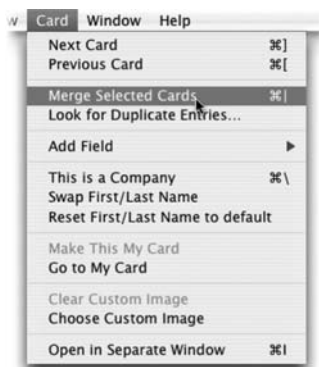 w Card Window Help
Next Card ⌘]
Previous Card ⌘[
Merge Selected Cards ⌘|
Look for Duplicate Entries...
Add Field ▶
This is a Company ⌘\
Swap First/Last Name
Reset First/Last Name to default
Make This My Card
Go to My Card
Clear Custom Image
Choose Custom Image
Open in Separate Window ⌘I